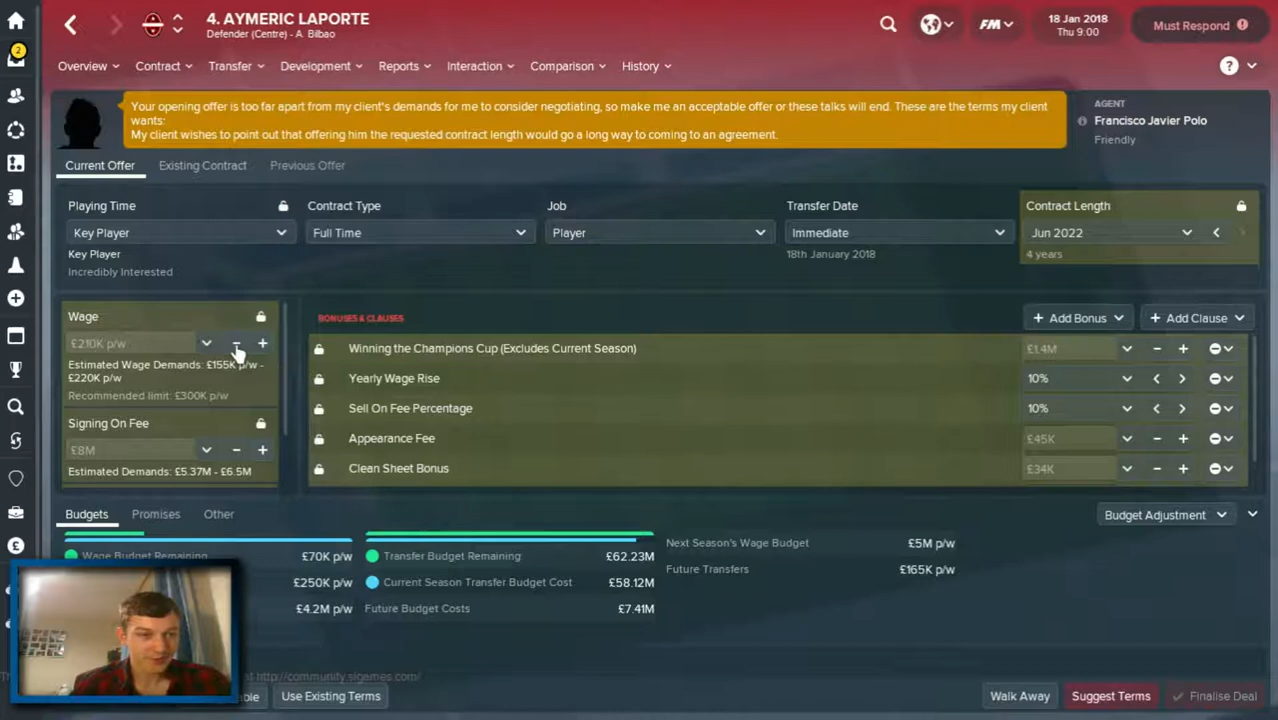 4. AYMERIC LAPORTE
Defender (Centre) - A. Bilbao
FM
18 Jan 2018
Thu 9:00
Must Respond
2
Overview
Contract
Transfer
Development
Reports
Interaction
Comparison
History
?
Your opening offer is too far apart from my client's demands for me to consider negotiating, so make me an acceptable offer or these talks will end. These are the terms my client
wants:
My client wishes to point out that offering him the requested contract length would go a long way to coming to an agreement.
AGENT
Francisco Javier Polo
Friendly
Current Offer
Existing Contract
Previous Offer
Playing Time
Contract Type
Job
Transfer Date
Contract Length
Key Player
Full Time
Player
Immediate
Jun 2022
Key Player
18th January 2018
4 years
Incredibly Interested
Wage
£210K p/w
Estimated Wage Demands: £155K p/w -
£220K p/w
Recommended limit: £300K p/w
Signing On Fee
£8M
Estimated Demands: £5.37M - £6.5M
BONUSES & CLAUSES
+ Add Bonus
+ Add Clause
Winning the Champions Cup (Excludes Current Season)
£1.4M
Yearly Wage Rise
10%
Sell On Fee Percentage
10%
Appearance Fee
£45K
Clean Sheet Bonus
£34K
Budgets
Promises
Other
Budget Adjustment
Wage Budget Remaining
£70K p/w
Transfer Budget Remaining
£62.23M
Next Season's Wage Budget
£5M p/w
£250K p/w
Current Season Transfer Budget Cost
£58.12M
Future Transfers
£165K p/w
£4.2M p/w
Future Budget Costs
£7.41M
http://community.sigames.com/
Use Existing Terms
Walk Away
Suggest Terms
Finalise Deal